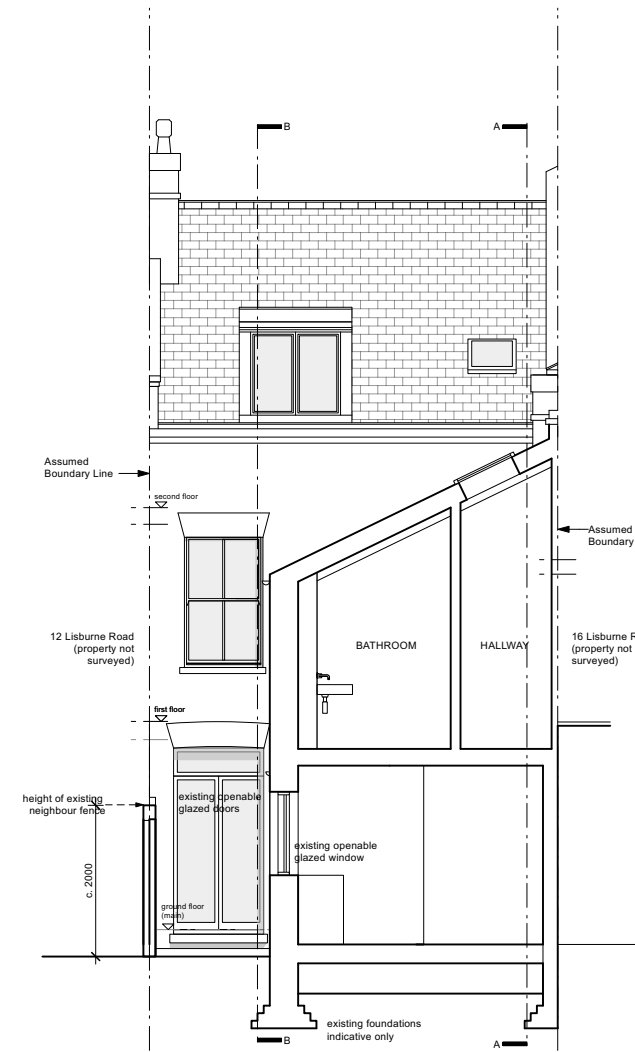 B
A
Assumed
Boundary Line
second floor
Assumed
Boundary
12 Lisburne Road
(property not
surveyed)
BATHROOM
HALLWAY
16 Lisburne R
(property not
surveyed)
first floor
height of existing
neighbour fence
existing openable
glazed doors
existing openable
glazed window
c. 2000
ground floor
(main)
existing foundations
indicative only
B
A